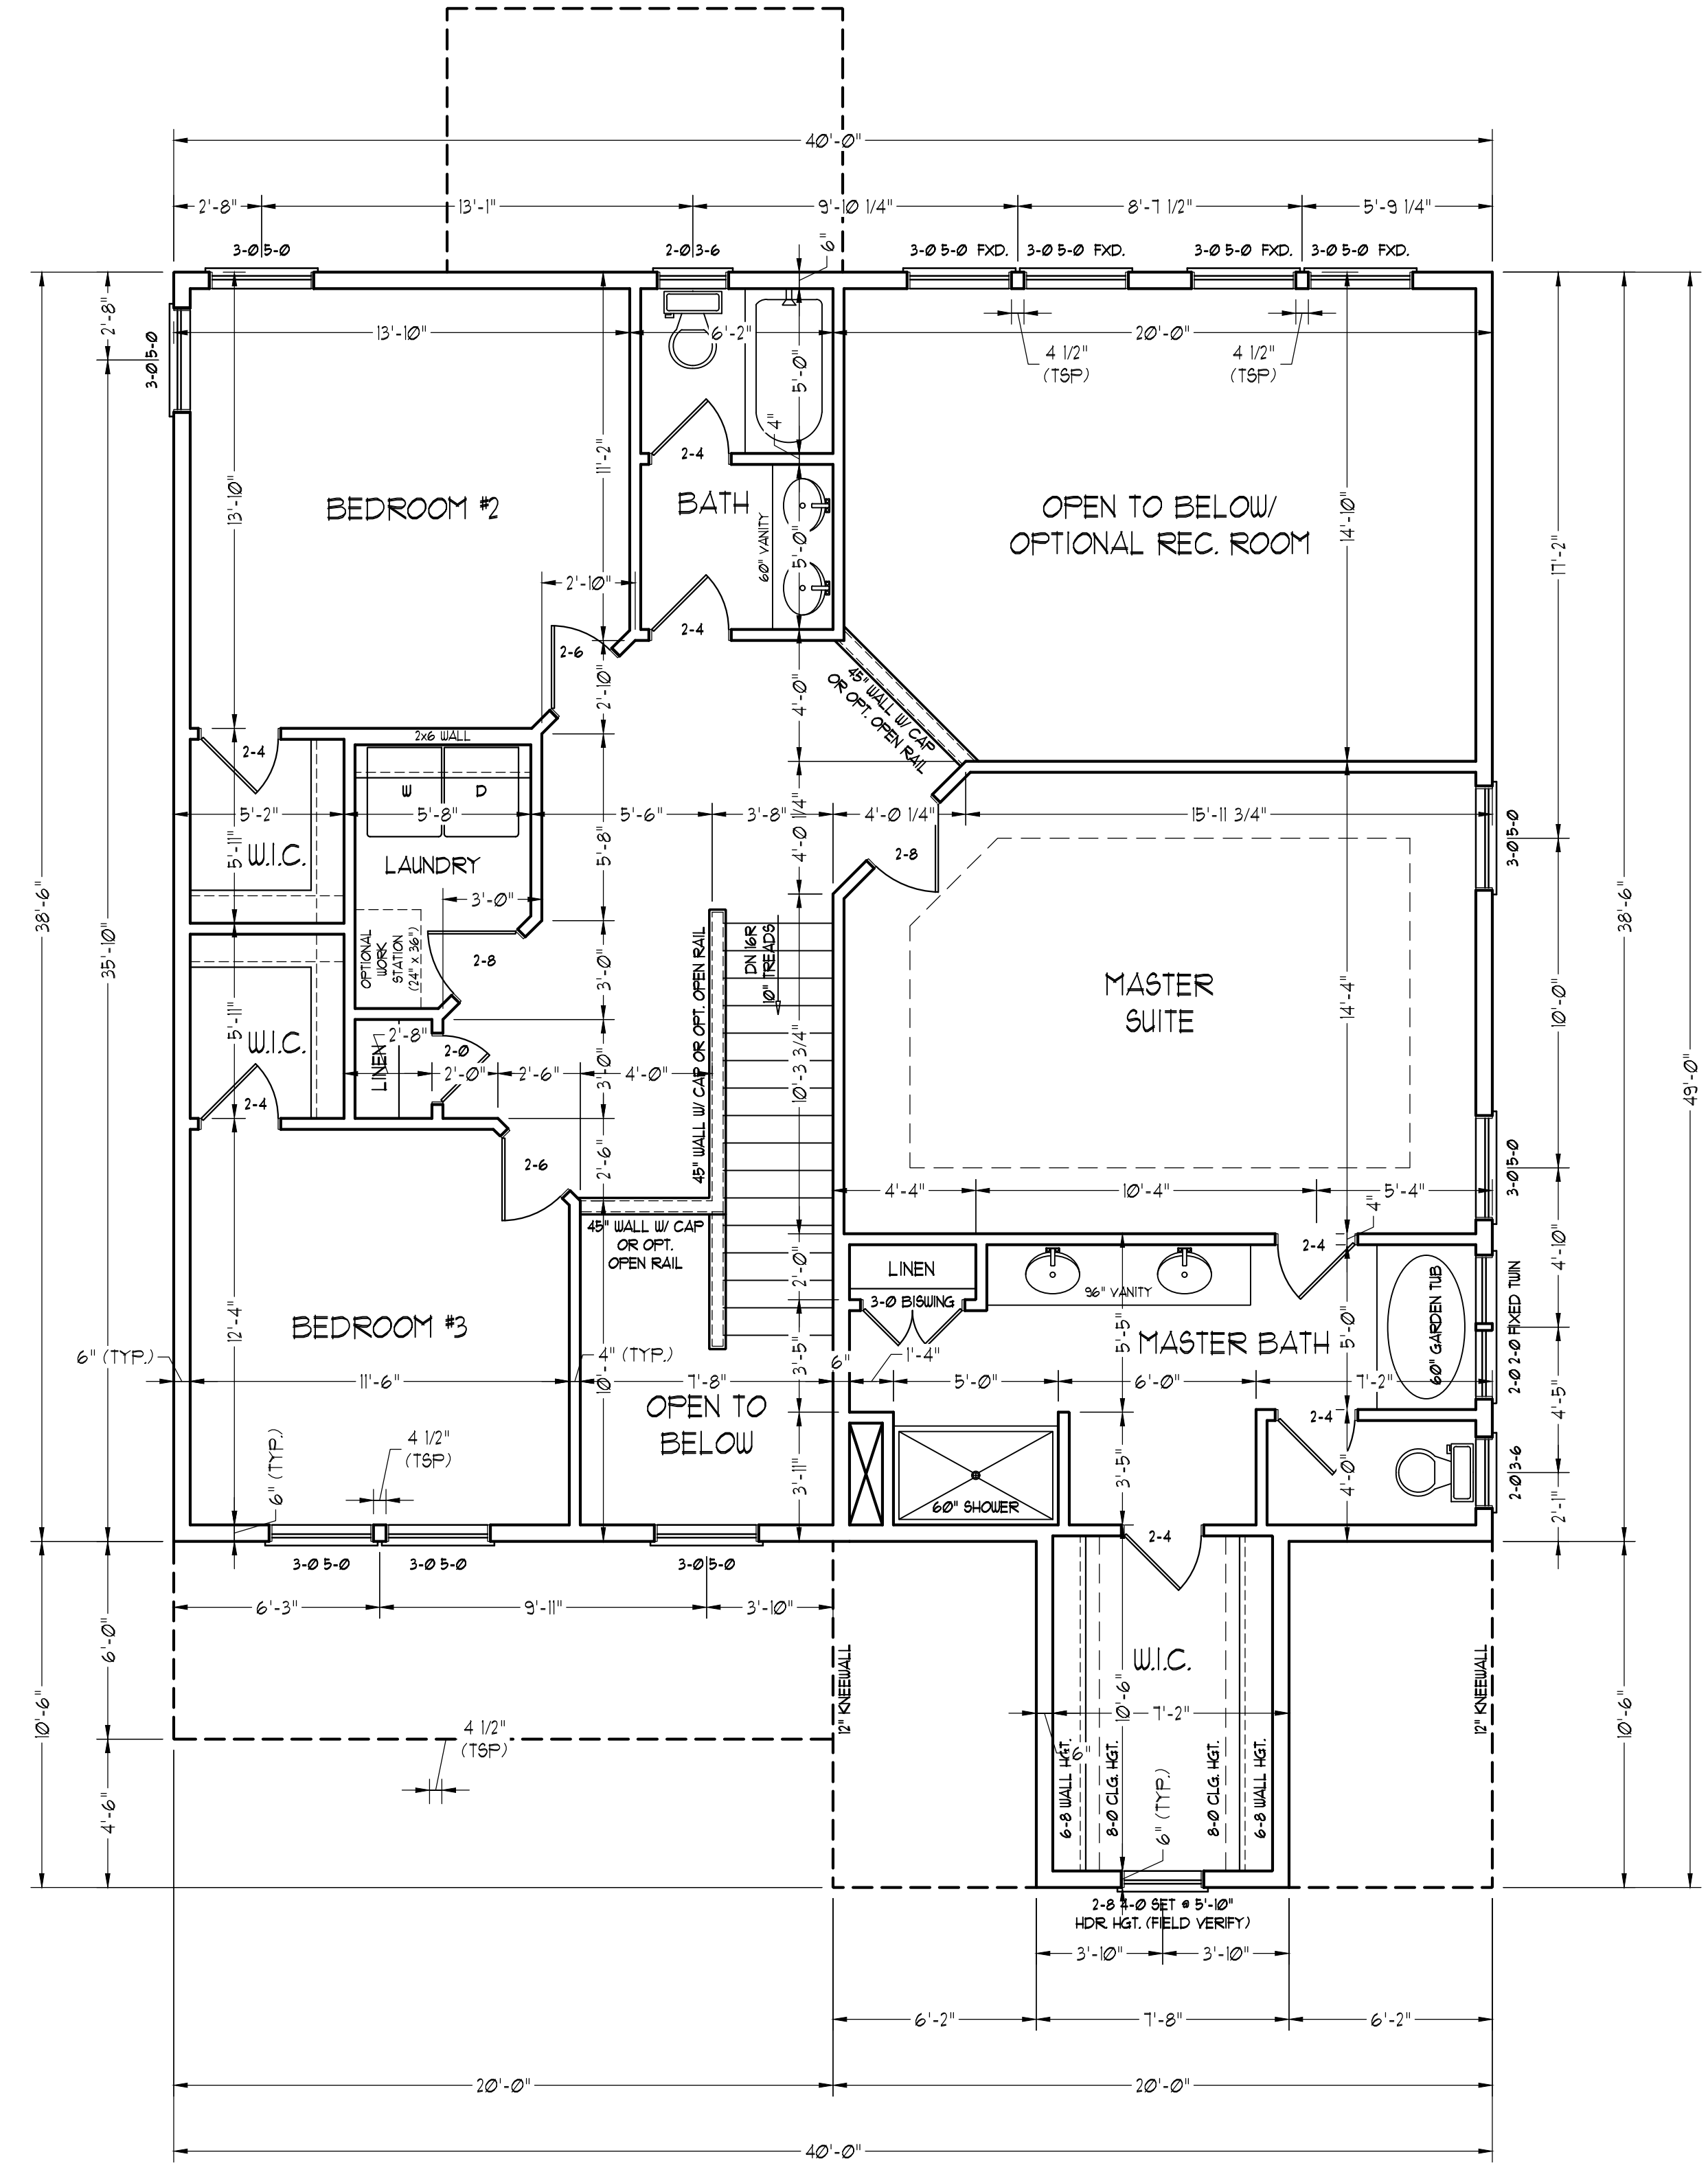 40'-0"
2'-8"
13'-1"
9'-10 1/4"
8'-7 1/2"
5'-9 1/4"
3-0 5-0
2-0 3-6
6"
3-0 5-0 FXD.
3-0 5-0 FXD.
3-0 5-0 FXD.
3-0 5-0 FXD.
2'-8"
3-0 5-0
13'-10"
6'-2"
20'-0"
4 1/2"
(TSP)
4 1/2"
(TSP)
5'-0"
4"
2-4
11'-2"
13'-10"
BEDROOM #2
BATH
60" VANITY
5'-0"
OPEN TO BELOW/
OPTIONAL REC. ROOM
14'-10"
17'-2"
2'-10"
2-4
2-6
2'-10"
4'-0"
45" WALL W/ CAP
OR OPT. OPEN RAIL
2-4
2x6 WALL
W
D
5'-2"
5'-8"
5'-6"
3'-8"
4'-0 1/4"
4'-0 1/4"
15'-11 3/4"
3-0 5-0
5'-11"
W.I.C.
LAUNDRY
5'-8"
2-8
3'-0"
38'-6"
35'-10"
38'-6"
49'-0"
OPTIONAL
WORK
STATION
(24" x 36")
2-8
3'-0"
45" WALL W/ CAP OR OPT. OPEN RAIL
DN 16R
10" TREADS
MASTER
SUITE
14'-4"
10'-0"
5'-11"
W.I.C.
LINEN
2'-8"
2-0
2'-0"
2'-6"
3'-0"
4'-0"
10'-3 3/4"
2-4
2-6
2'-6"
3-0 5-0
4'-4"
10'-4"
5'-4"
4"
45" WALL W/ CAP
OR OPT.
OPEN RAIL
2'-0"
LINEN
3-0 BISWING
96" VANITY
2-4
60" GARDEN TUB
2-0 2-0 FIXED TWIN
4'-10"
12'-4"
BEDROOM #3
MASTER BATH
5'-5"
5'-0"
3'-5"
6" (TYP.)
4" (TYP.)
6"
1'-4"
11'-6"
10'-0"
7'-8"
5'-0"
6'-0"
7'-2"
4'-5"
OPEN TO
BELOW
2-4
4 1/2"
(TSP)
6" (TYP.)
3'-11"
3'-5"
4'-0"
2-0 3-6
60" SHOWER
2'-1"
2-4
3-0 5-0
3-0 5-0
3-0 5-0
6'-3"
9'-11"
3'-10"
6'-0"
10'-6"
12" KNEEWALL
W.I.C.
12" KNEEWALL
10'-6"
10'-6"
7'-2"
6"
4 1/2"
(TSP)
4'-6"
6-8 WALL HGT.
8-0 CLG. HGT.
6" (TYP.)
8-0 CLG. HGT.
6-8 WALL HGT.
2-8 4-0 SET @ 5'-10"
HDR HGT. (FIELD VERIFY)
3'-10"
3'-10"
6'-2"
7'-8"
6'-2"
20'-0"
20'-0"
40'-0"